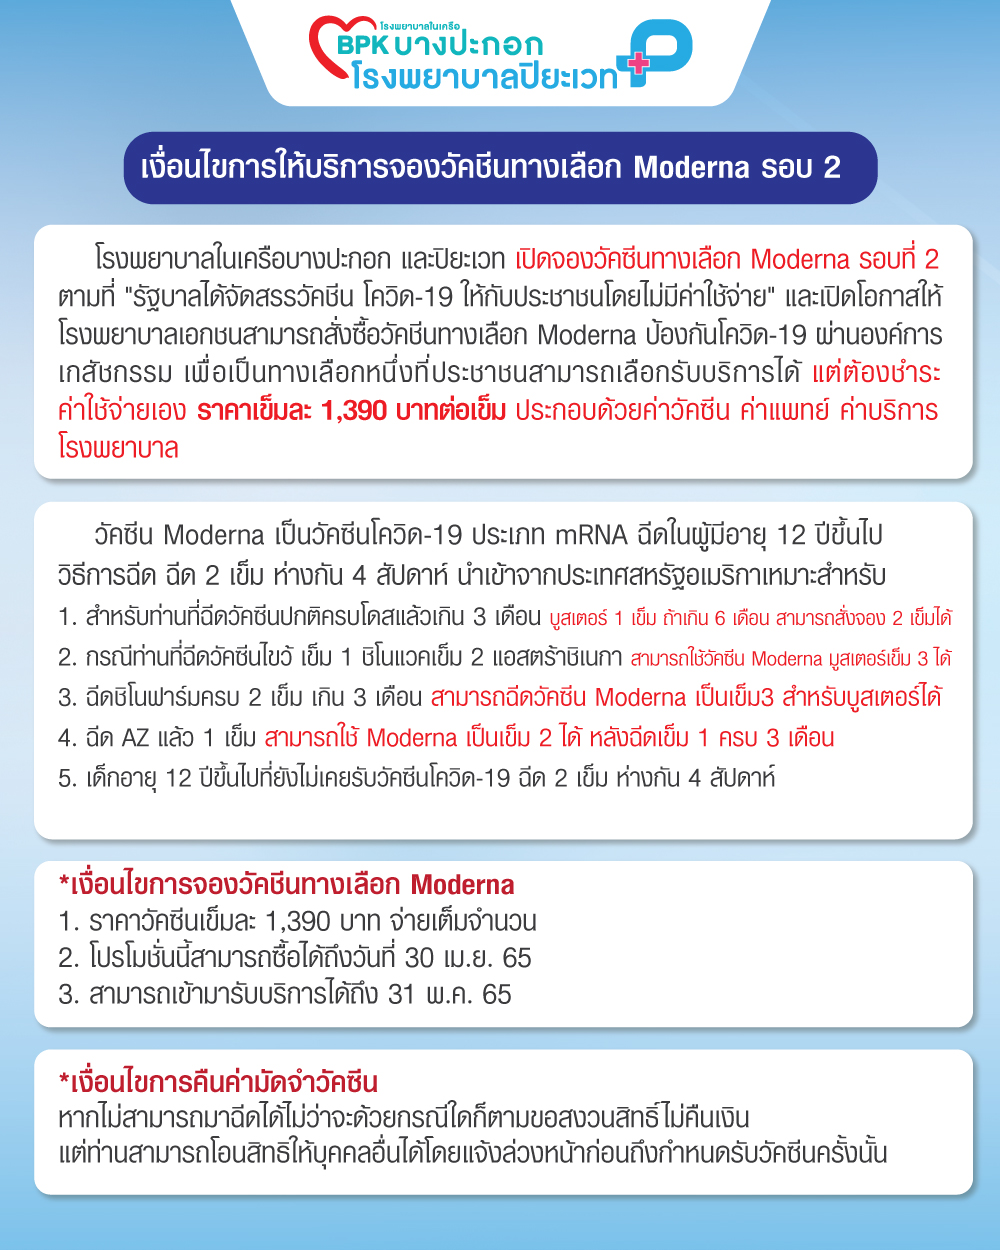 โรงพยาบาลในเครือ
BPK บางปะกอก
โรงพยาบาลปิยะเวท
เงื่อนไขการให้บริการจองวัคซีนทางเลือก Moderna รอบ 2
โรงพยาบาลในเครือบางปะกอก และปิยะเวท เปิดจองวัคซีนทางเลือก Moderna รอบที่ 2
ตามที่ "รัฐบาลได้จัดสรรวัคซีน โควิด-19 ให้กับประชาชนโดยไม่มีค่าใช้จ่าย" และเปิดโอกาสให้
โรงพยาบาลเอกชนสามารถสั่งซื้อวัคซีนทางเลือก Moderna ป้องกันโควิด-19 ผ่านองค์การ
เภสัชกรรม เพื่อเป็นทางเลือกหนึ่งที่ประชาชนสามารถเลือกรับบริการได้ แต่ต้องชำระ
ค่าใช้จ่ายเอง ราคาเข็มละ 1,390 บาทต่อเข็ม ประกอบด้วยค่าวัคซีน ค่าแพทย์ ค่าบริการ
โรงพยาบาล
วัคซีน Moderna เป็นวัคซีนโควิด-19 ประเภท mRNA ฉีดในผู้มีอายุ 12 ปีขึ้นไป
วิธีการฉีด ฉีด 2 เข็ม ห่างกัน 4 สัปดาห์ นำเข้าจากประเทศสหรัฐอเมริกาเหมาะสำหรับ
1. สำหรับท่านที่ฉีดวัคซีนปกติครบโดสแล้วเกิน 3 เดือน บูสเตอร์ 1 เข็ม ถ้าเกิน 6 เดือน สามารถสั่งจอง 2 เข็มได้
2. กรณีท่านที่ฉีดวัคซีนไขว้ เข็ม 1 ซิโนแวคเข็ม 2 แอสตร้าซิเนกา สามารถใช้วัคซีน Moderna บูสเตอร์เข็ม 3 ได้
3. ฉีดซิโนฟาร์มครบ 2 เข็ม เกิน 3 เดือน สามารถฉีดวัคซีน Moderna เป็นเข็ม3 สำหรับบูสเตอร์ได้
4. ฉีด AZ แล้ว 1 เข็ม สามารถใช้ Moderna เป็นเข็ม 2 ได้ หลังฉีดเข็ม 1 ครบ 3 เดือน
5. เด็กอายุ 12 ปีขึ้นไปที่ยังไม่เคยรับวัคซีนโควิด-19 ฉีด 2 เข็ม ห่างกัน 4 สัปดาห์
*เงื่อนไขการจองวัคซีนทางเลือก Moderna
1. ราคาวัคซีนเข็มละ 1,390 บาท จ่ายเต็มจำนวน
2. โปรโมชั่นนี้สามารถซื้อได้ถึงวันที่ 30 เม.ย. 65
3. สามารถเข้ามารับบริการได้ถึง 31 พ.ค. 65
*เงื่อนไขการคืนค่ามัดจำวัคซีน
หากไม่สามารถมาฉีดได้ไม่ว่าจะด้วยกรณีใดก็ตามขอสงวนสิทธิ์ไม่คืนเงิน
แต่ท่านสามารถโอนสิทธิให้บุคคลอื่นได้โดยแจ้งล่วงหน้าก่อนถึงกำหนดรับวัคซีนครั้งนั้น